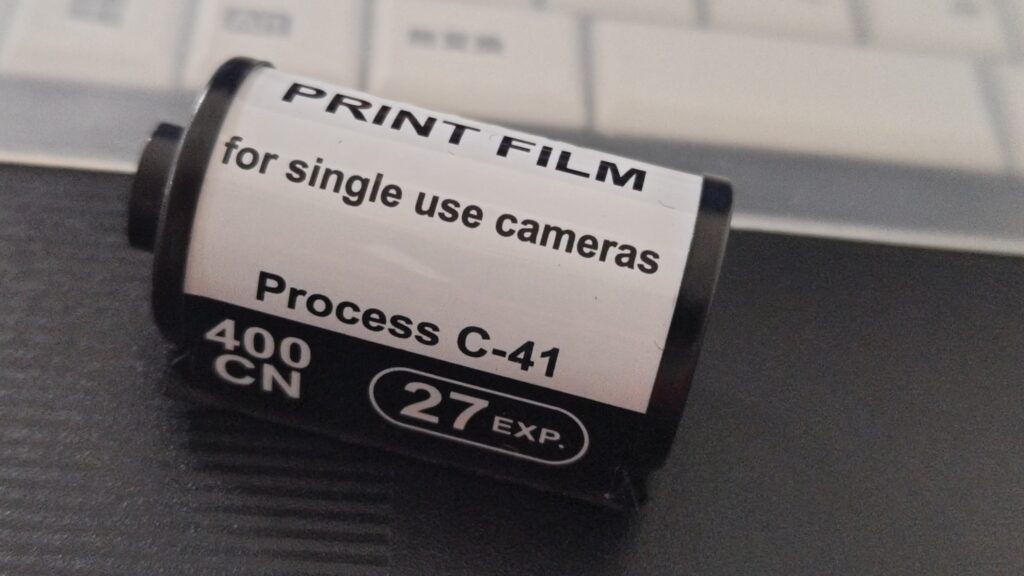 PRINT FILM
for single use cameras
Process C-41
400
CN
27 EXP.